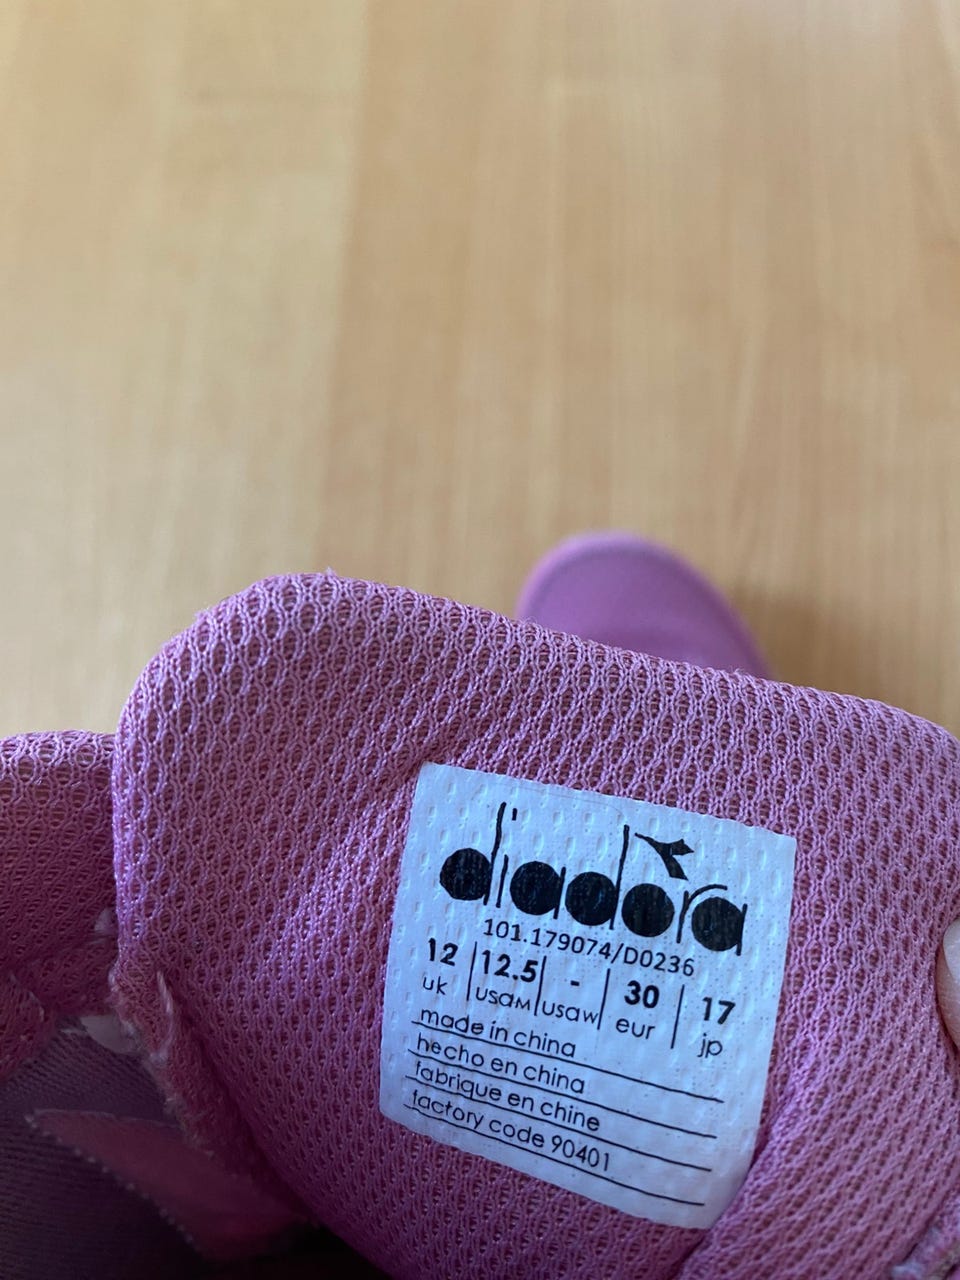 diadora
101.179074/D0236
12 | 12.5 | - | 30 | 17
uk | USAM | USAW | eur | jp
made in china
hecho en china
fabrique en chine
factory code 90401